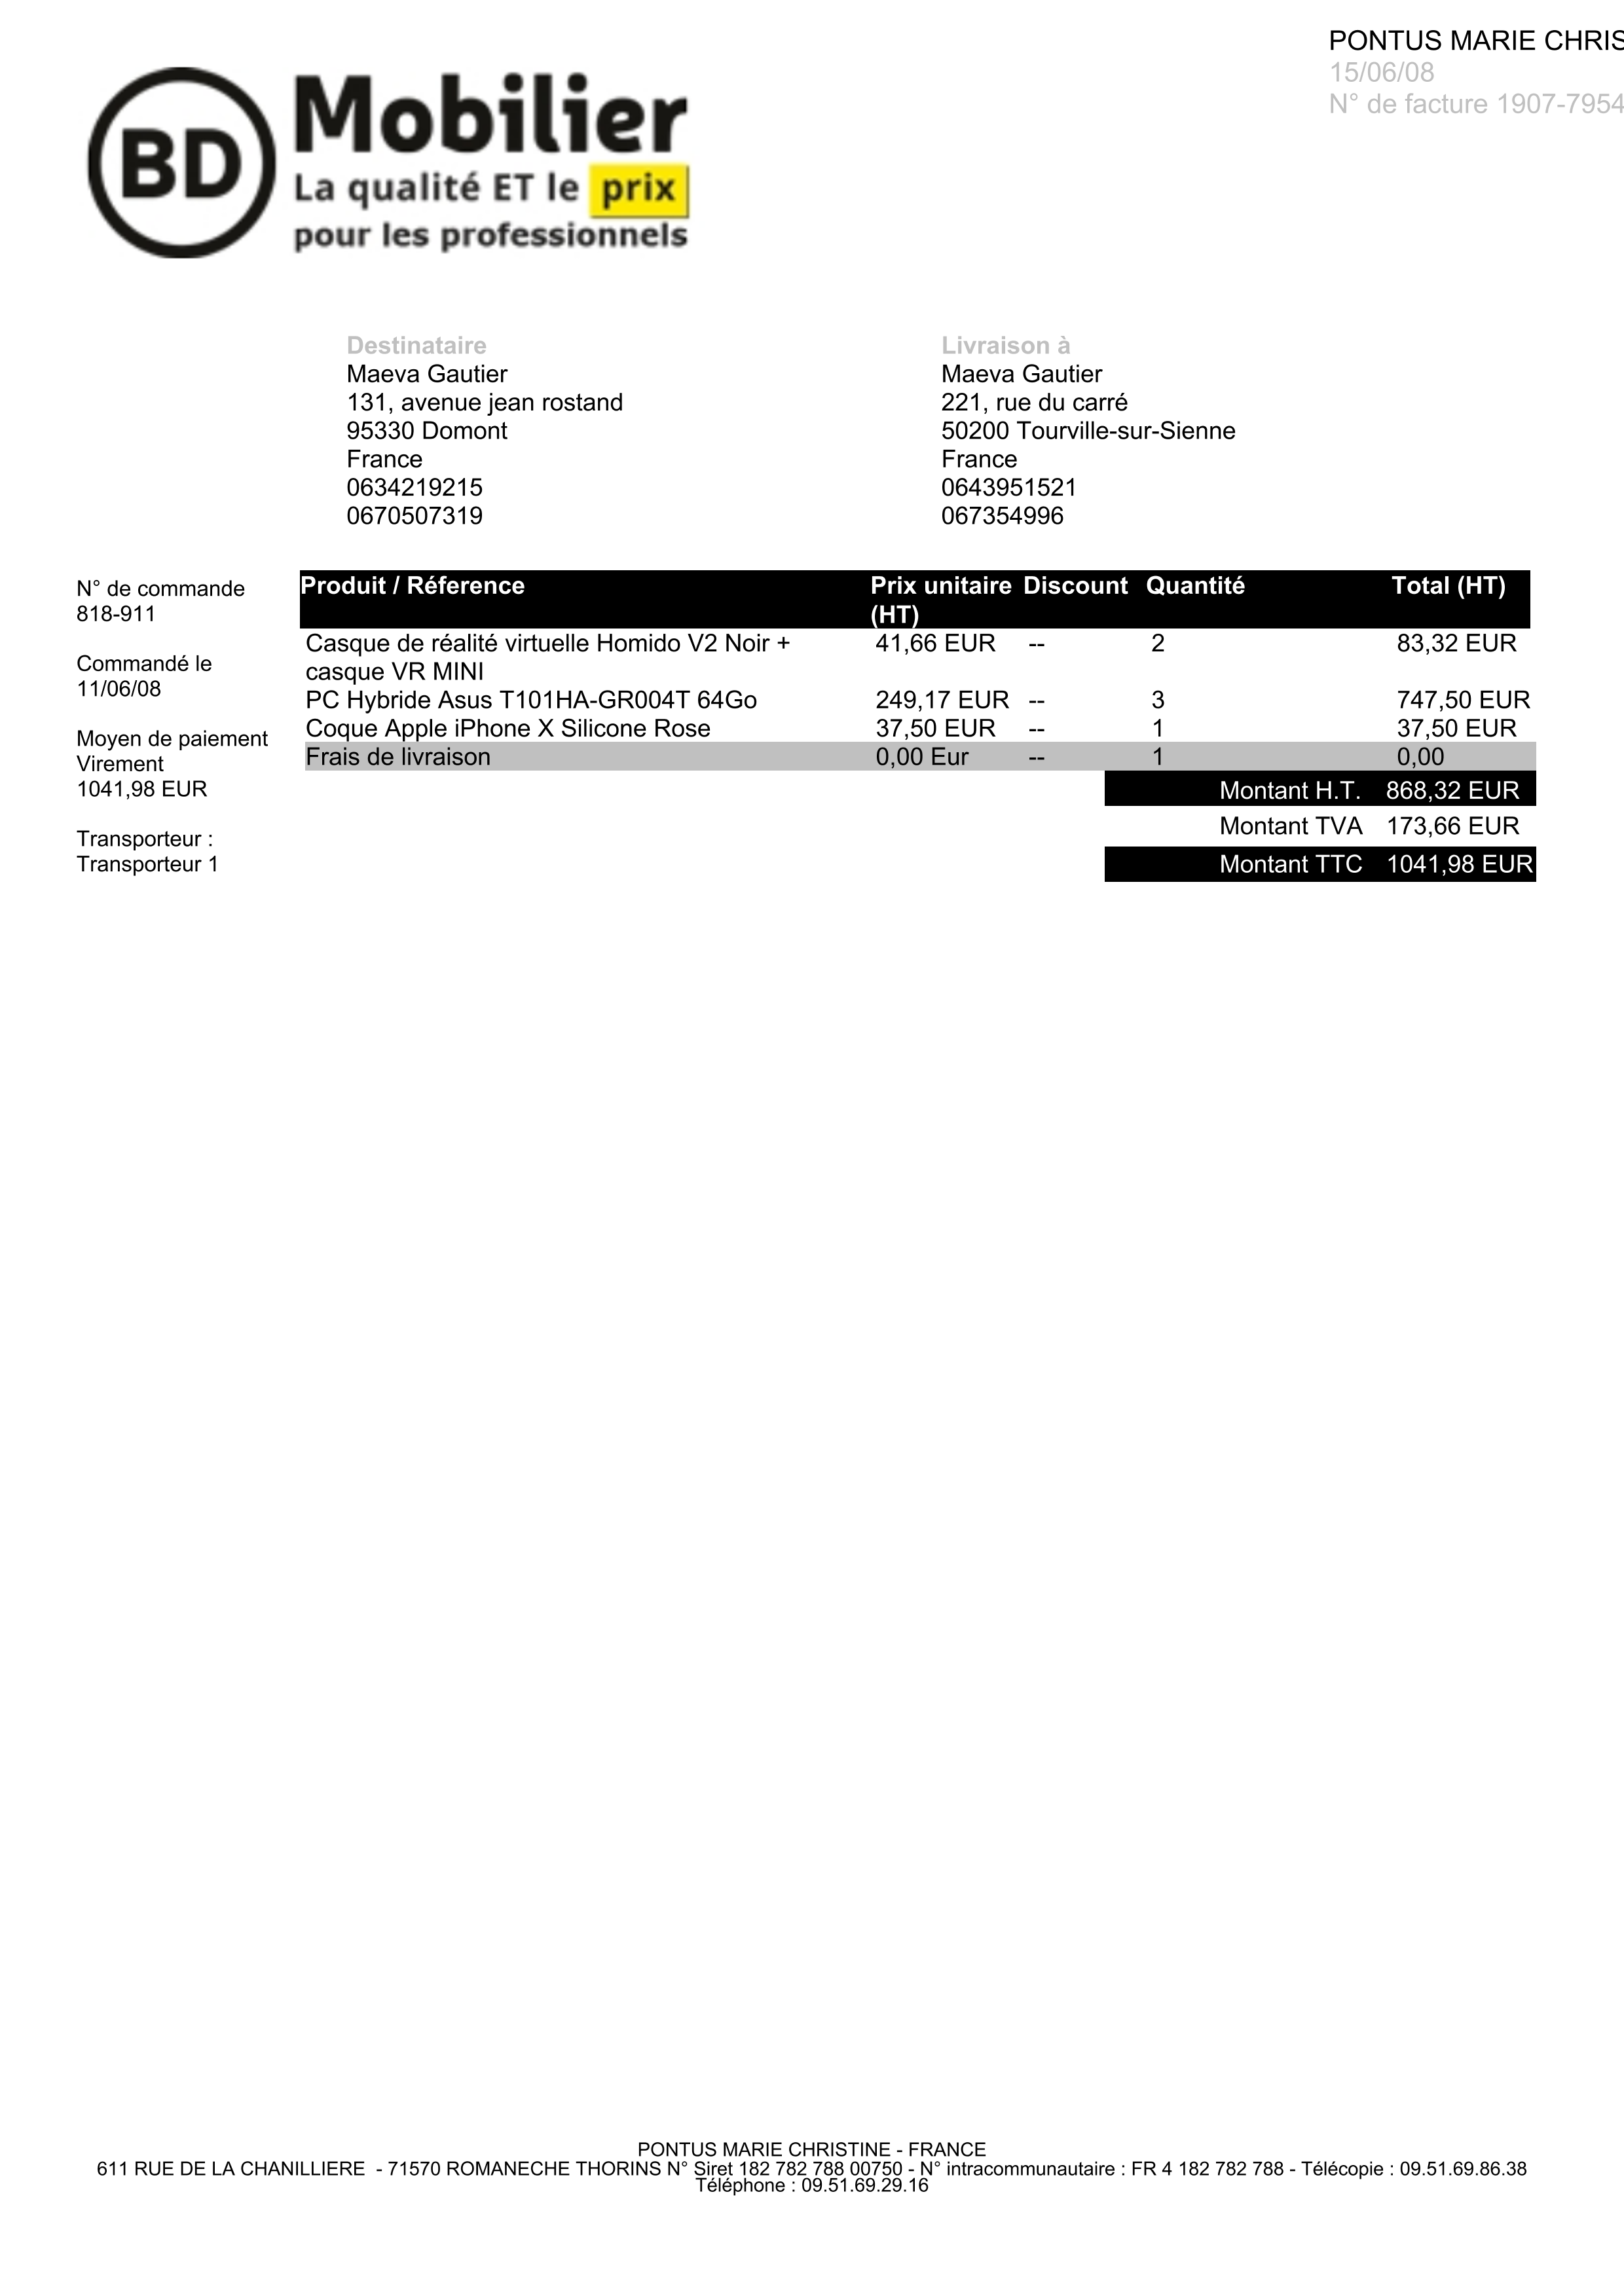 PONTUS MARIE CHRIS
15/06/08
N° de facture 1907-7954
BD
Mobilier
La qualité ET le prix
pour les professionnels
Destinataire
Maeva Gautier
131, avenue jean rostand
95330 Domont
France
0634219215
0670507319
Livraison à
Maeva Gautier
221, rue du carré
50200 Tourville-sur-Sienne
France
0643951521
067354996
N° de commande
818-911
Commandé le
11/06/08
Moyen de paiement
Virement
1041,98 EUR
Transporteur :
Transporteur 1
Produit / Réference Prix unitaire (HT) Discount Quantité Total (HT)
Casque de réalité virtuelle Homido V2 Noir + 41,66 EUR -- 2 83,32 EUR
casque VR MINI
PC Hybride Asus T101HA-GR004T 64Go 249,17 EUR -- 3 747,50 EUR
Coque Apple iPhone X Silicone Rose 37,50 EUR -- 1 37,50 EUR
Frais de livraison 0,00 Eur -- 1 0,00
Montant H.T. 868,32 EUR
Montant TVA 173,66 EUR
Montant TTC 1041,98 EUR
PONTUS MARIE CHRISTINE - FRANCE
611 RUE DE LA CHANILLIERE - 71570 ROMANECHE THORINS N° Siret 182 782 788 00750 - N° intracommunautaire : FR 4 182 782 788 - Télécopie : 09.51.69.86.38
Téléphone : 09.51.69.29.16